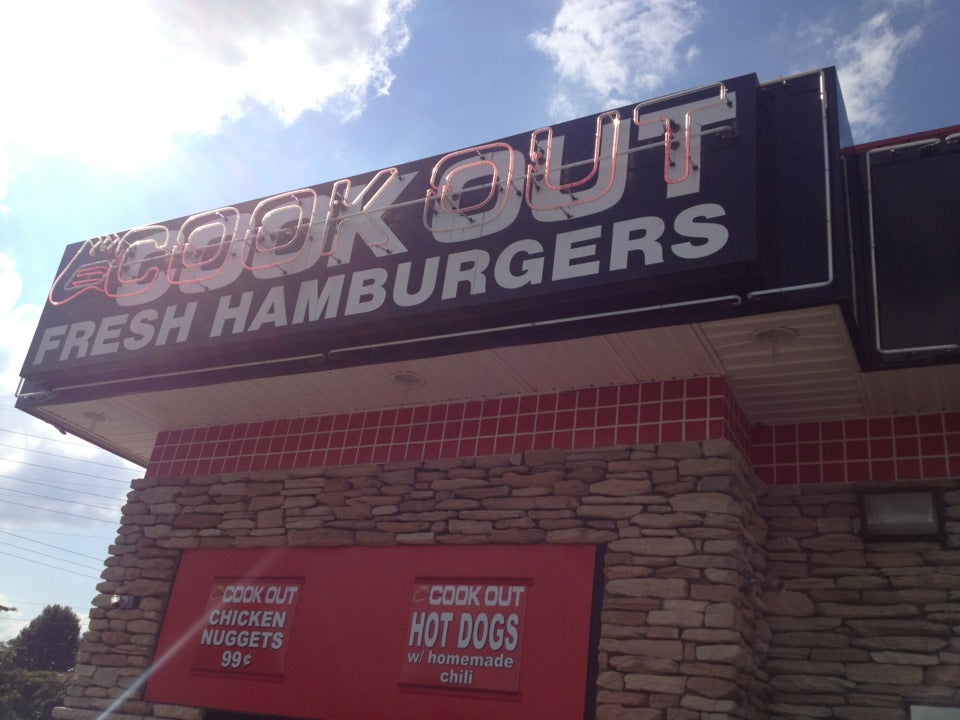 COOK OUT
FRESH HAMBURGERS
COOK OUT
CHICKEN
NUGGETS
99¢
COOK OUT
HOT DOGS
w/ homemade
chili